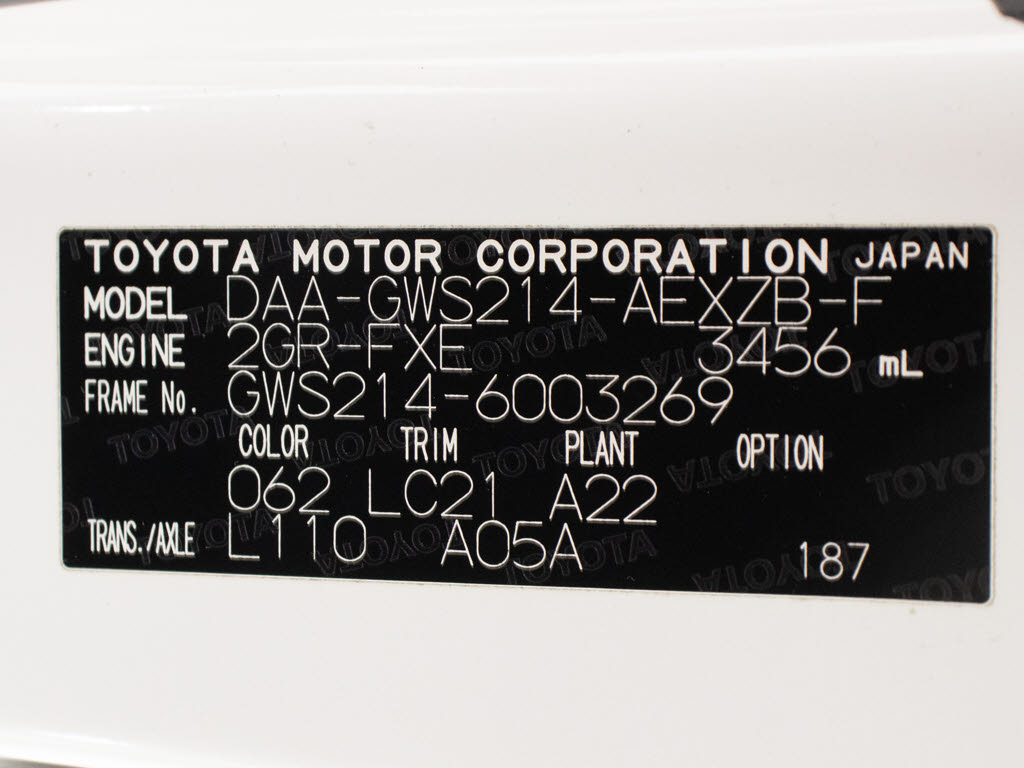 TOYOTA MOTOR CORPORATION JAPAN
MODEL DAA-GWS214-AEXZB-F
ENGINE 2GR-FXE 3456 mL
FRAME No. GWS214-6003269
COLOR TRIM PLANT OPTION
062 LC21 A22
TRANS./AXLE L110 A05A 187